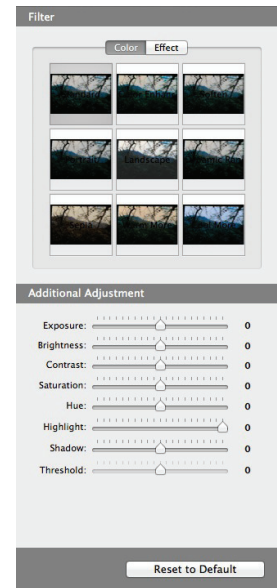 Filter
Color Effect
Landscape
Additional Adjustment
Exposure: 0
Brightness: 0
Contrast: 0
Saturation: 0
Hue: 0
Highlight: 0
Shadow: 0
Threshold: 0
Reset to Default